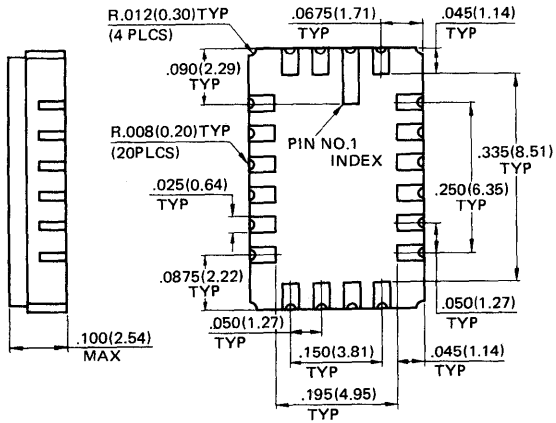 R.012(0.30)TYP
(4 PLCS)
.0675(1.71)
TYP
.045(1.14)
TYP
.090(2.29)
TYP
R.008(0.20)TYP
(20PLCS)
PIN NO.1
INDEX
.335(8.51)
TYP
.025(0.64)
TYP
.250(6.35)
TYP
.0875(2.22)
TYP
.050(1.27)
TYP
.050(1.27)
TYP
.100(2.54)
MAX
.150(3.81)
TYP
.045(1.14)
TYP
.195(4.95)
TYP